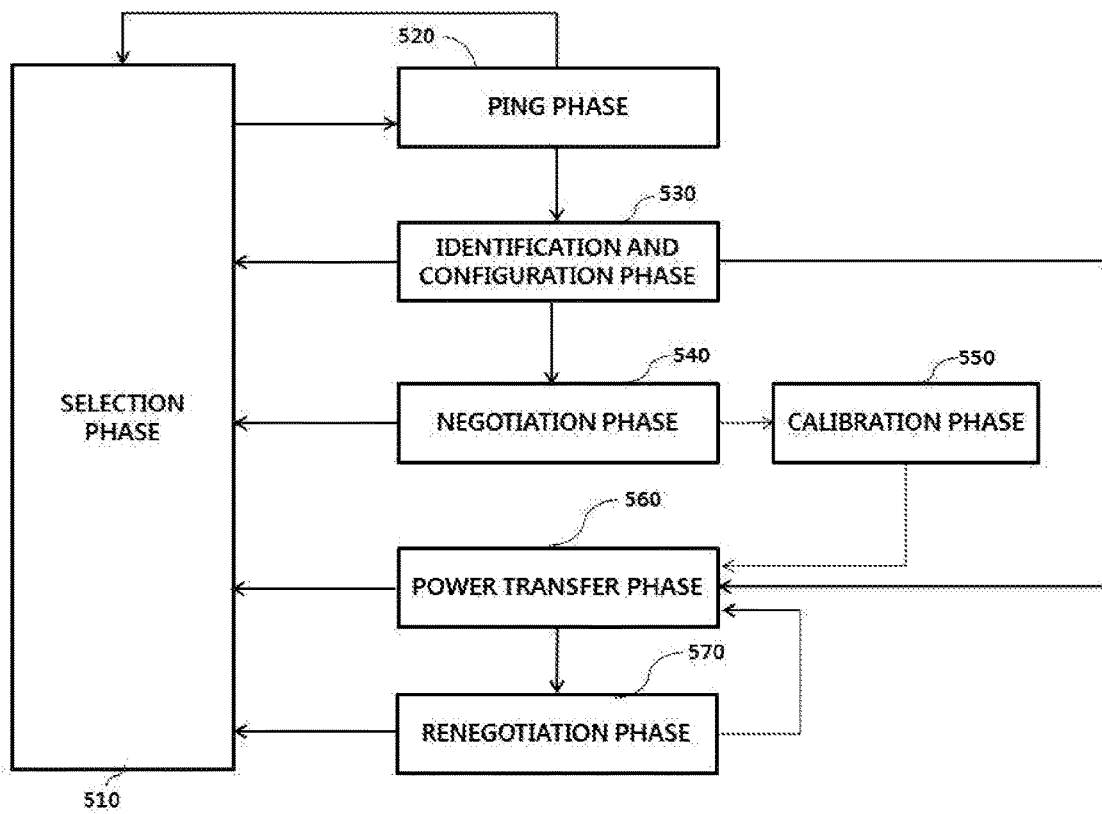 520
PING PHASE
530
IDENTIFICATION AND
CONFIGURATION PHASE
540
550
SELECTION
PHASE
NEGOTIATION PHASE
CALIBRATION PHASE
560
POWER TRANSFER PHASE
570
RENEGOTIATION PHASE
510